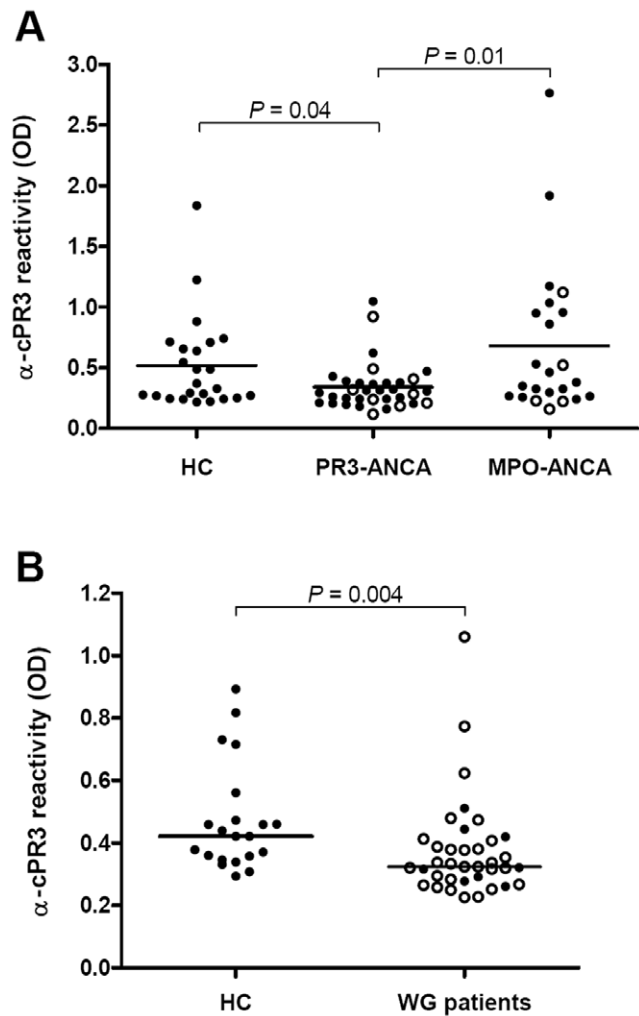 A
α-cPR3 reactivity (OD)
P = 0.01
P = 0.04
3.0
2.5
2.0
1.5
1.0
0.5
0.0
HC PR3-ANCA MPO-ANCA
B
α-cPR3 reactivity (OD)
P = 0.004
1.2
1.0
0.8
0.6
0.4
0.2
0.0
HC WG patients